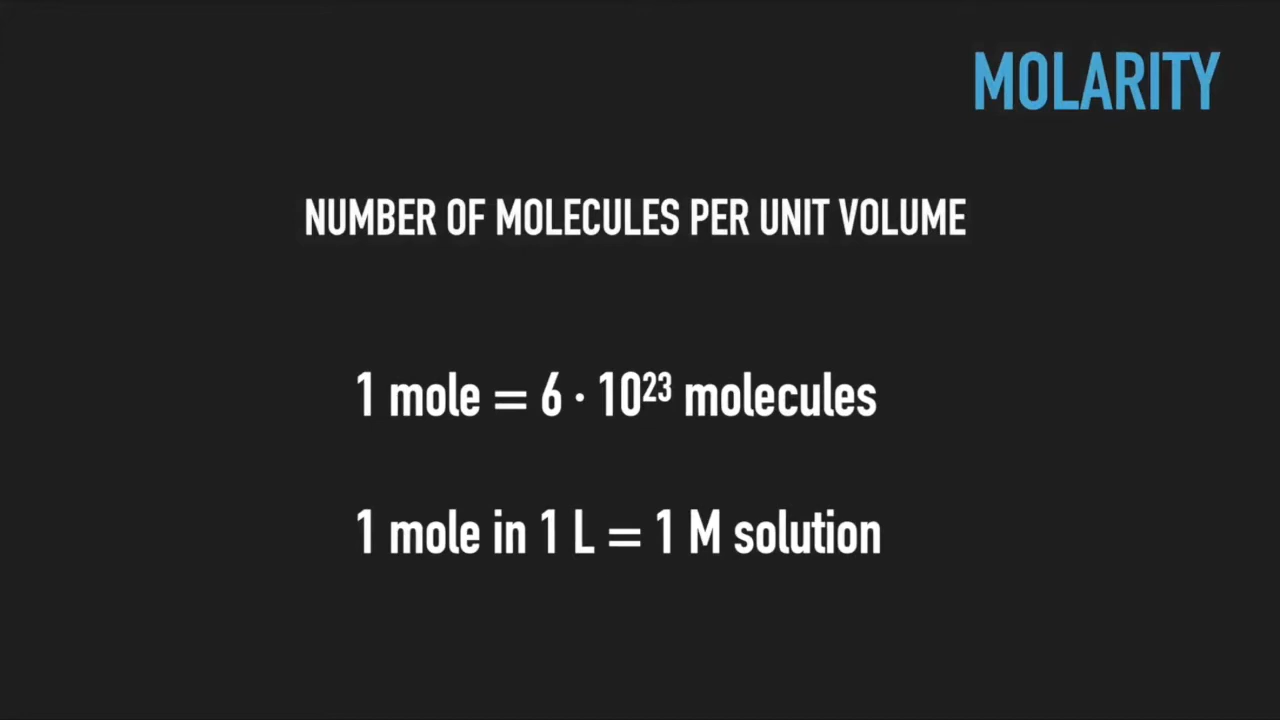 MOLARITY
NUMBER OF MOLECULES PER UNIT VOLUME
1 mole = 6 · 10²³ molecules
1 mole in 1 L = 1 M solution